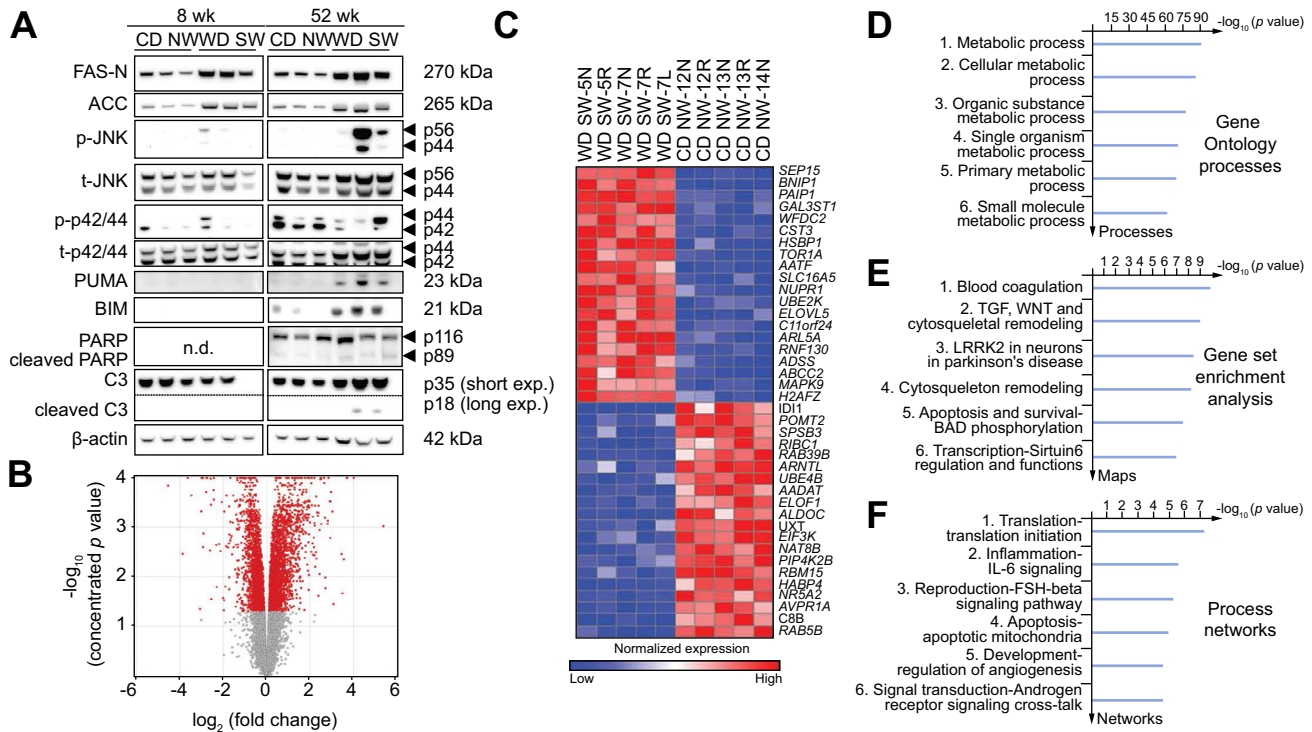 A
8 wk
52 wk
CD NW WD SW
CD NW WD SW
FAS-N
270 kDa
ACC
265 kDa
p-JNK
p56
p44
t-JNK
p56
p44
p-p42/44
p44
p42
t-p42/44
p44
p42
PUMA
23 kDa
BIM
21 kDa
PARP
cleaved PARP
n.d.
p116
p89
C3
p35 (short exp.)
cleaved C3
p18 (long exp.)
β-actin
42 kDa
B
-log10
(concentrated p value)
4
3
2
1
-6 -4 -2 0 2 4 6
log2 (fold change)
C
WD SW-5N
WD SW-5R
WD SW-7N
WD SW-7R
WD SW-7L
CD NW-12N
CD NW-12R
CD NW-13N
CD NW-13R
CD NW-14N
SEP15
BNIP1
PAIP1
GAL3ST1
WFDC2
CST3
HSBP1
TOR1A
AATF
SLC16A5
NUPR1
UBE2K
ELOVL5
C11orf24
ARL5A
RNF130
ADSS
ABCC2
MAPK9
H2AFZ
IDI1
POMT2
SPSB3
RIBC1
RAB39B
ARNTL
UBE4B
AADAT
ELOF1
ALDOC
UXT
EIF3K
NAT8B
PIP4K2B
RBM15
HABP4
NR5A2
AVPR1A
C8B
RAB5B
Normalized expression
Low
High
D
15 30 45 60 75 90
-log10 (p value)
1. Metabolic process
2. Cellular metabolic
process
3. Organic substance
metabolic process
4. Single organism
metabolic process
5. Primary metabolic
process
6. Small molecule
metabolic process
Processes
Gene
Ontology
processes
E
1 2 3 4 5 6 7 8 9
-log10 (p value)
1. Blood coagulation
2. TGF, WNT and
cytosqueletal remodeling
3. LRRK2 in neurons
in parkinson's disease
4. Cytosqueleton remodeling
5. Apoptosis and survival-
BAD phosphorylation
6. Transcription-Sirtuin6
regulation and functions
Maps
Gene set
enrichment
analysis
F
1 2 3 4 5 6 7
-log10 (p value)
1. Translation-
translation initiation
2. Inflammation-
IL-6 signaling
3. Reproduction-FSH-beta
signaling pathway
4. Apoptosis-
apoptotic mitochondria
5. Development-
regulation of angiogenesis
6. Signal transduction-Androgen
receptor signaling cross-talk
Networks
Process
networks